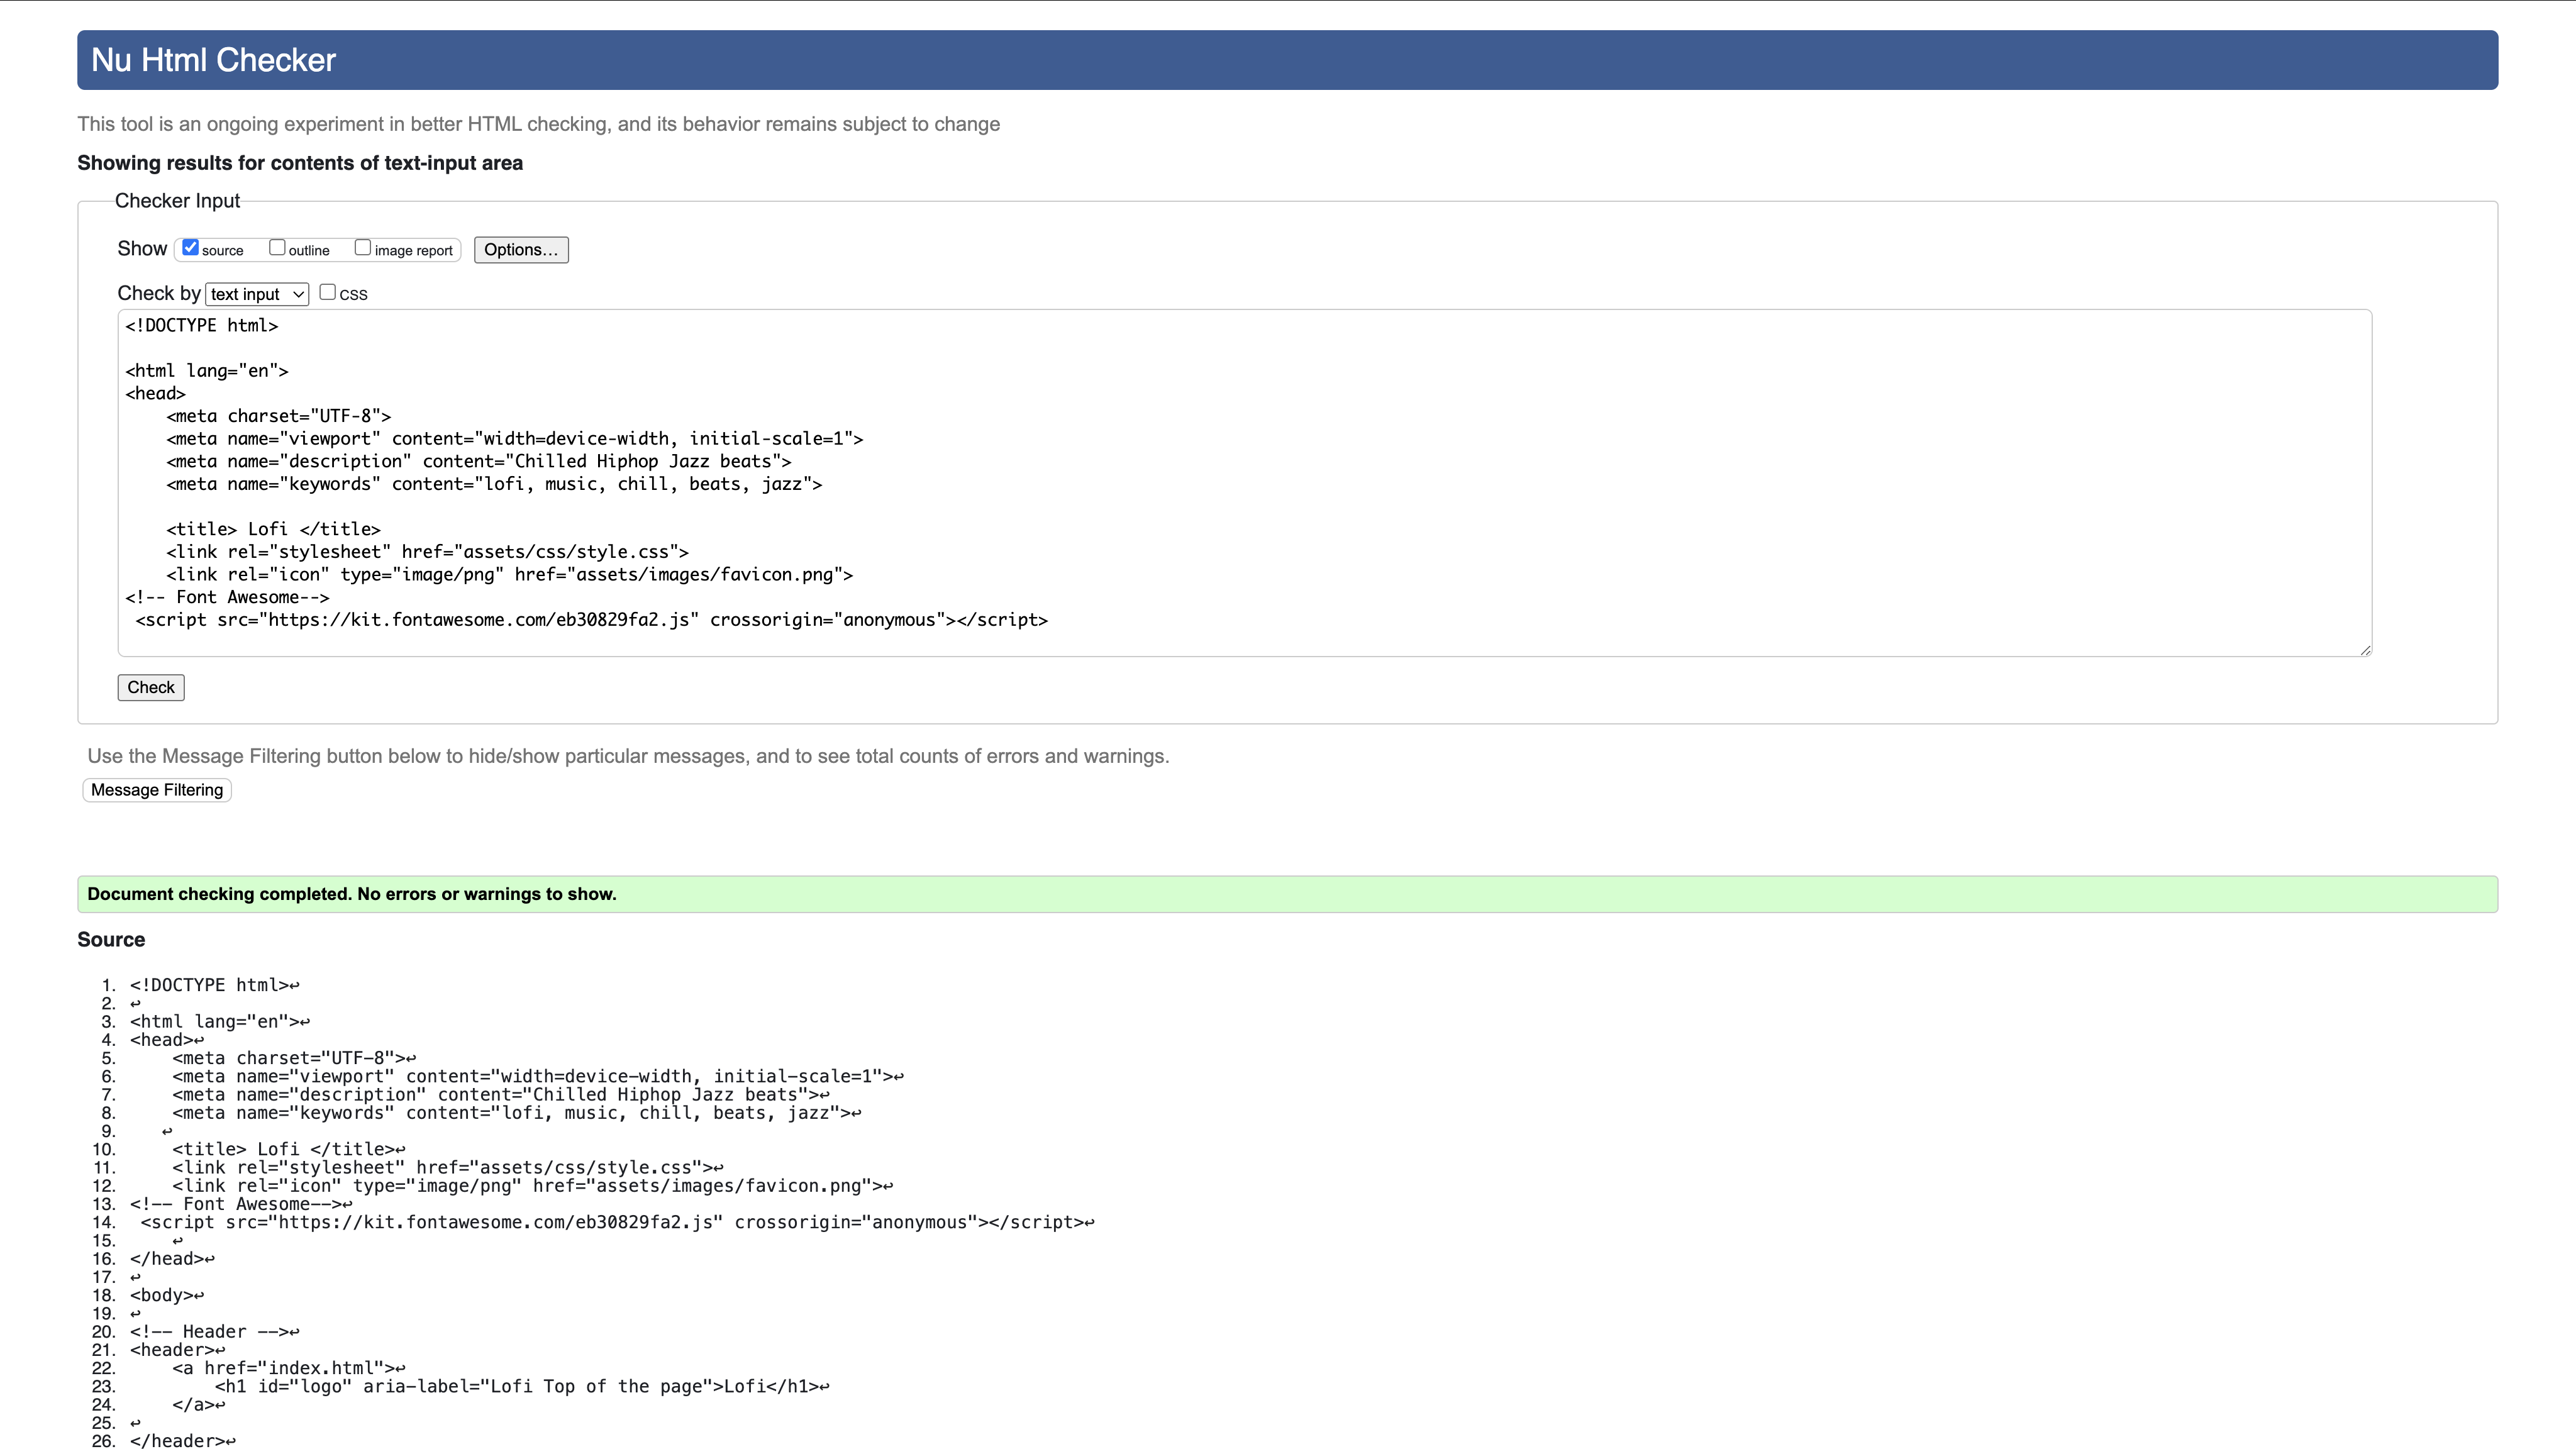 Nu Html Checker
This tool is an ongoing experiment in better HTML checking, and its behavior remains subject to change
Showing results for contents of text-input area
Checker Input
Show source outline image report Options...
Check by text input CSS
<!DOCTYPE html>
<html lang="en">
<head>
    <meta charset="UTF-8">
    <meta name="viewport" content="width=device-width, initial-scale=1">
    <meta name="description" content="Chilled Hiphop Jazz beats">
    <meta name="keywords" content="lofi, music, chill, beats, jazz">
    <title> Lofi </title>
    <link rel="stylesheet" href="assets/css/style.css">
    <link rel="icon" type="image/png" href="assets/images/favicon.png">
<!-- Font Awesome-->
 <script src="https://kit.fontawesome.com/eb30829fa2.js" crossorigin="anonymous"></script>
Check
Use the Message Filtering button below to hide/show particular messages, and to see total counts of errors and warnings.
Message Filtering
Document checking completed. No errors or warnings to show.
Source
1. <!DOCTYPE html>↩
2. ↩
3. <html lang="en">↩
4. <head>↩
5.     <meta charset="UTF-8">↩
6.     <meta name="viewport" content="width=device-width, initial-scale=1">↩
7.     <meta name="description" content="Chilled Hiphop Jazz beats">↩
8.     <meta name="keywords" content="lofi, music, chill, beats, jazz">↩
9.    ↩
10.     <title> Lofi </title>↩
11.     <link rel="stylesheet" href="assets/css/style.css">↩
12.     <link rel="icon" type="image/png" href="assets/images/favicon.png">↩
13. <!-- Font Awesome-->↩
14.  <script src="https://kit.fontawesome.com/eb30829fa2.js" crossorigin="anonymous"></script>↩
15.     ↩
16. </head>↩
17. ↩
18. <body>↩
19. ↩
20. <!-- Header -->↩
21. <header>↩
22.     <a href="index.html">↩
23.         <h1 id="logo" aria-label="Lofi Top of the page">Lofi</h1>↩
24.     </a>↩
25. ↩
26. </header>↩